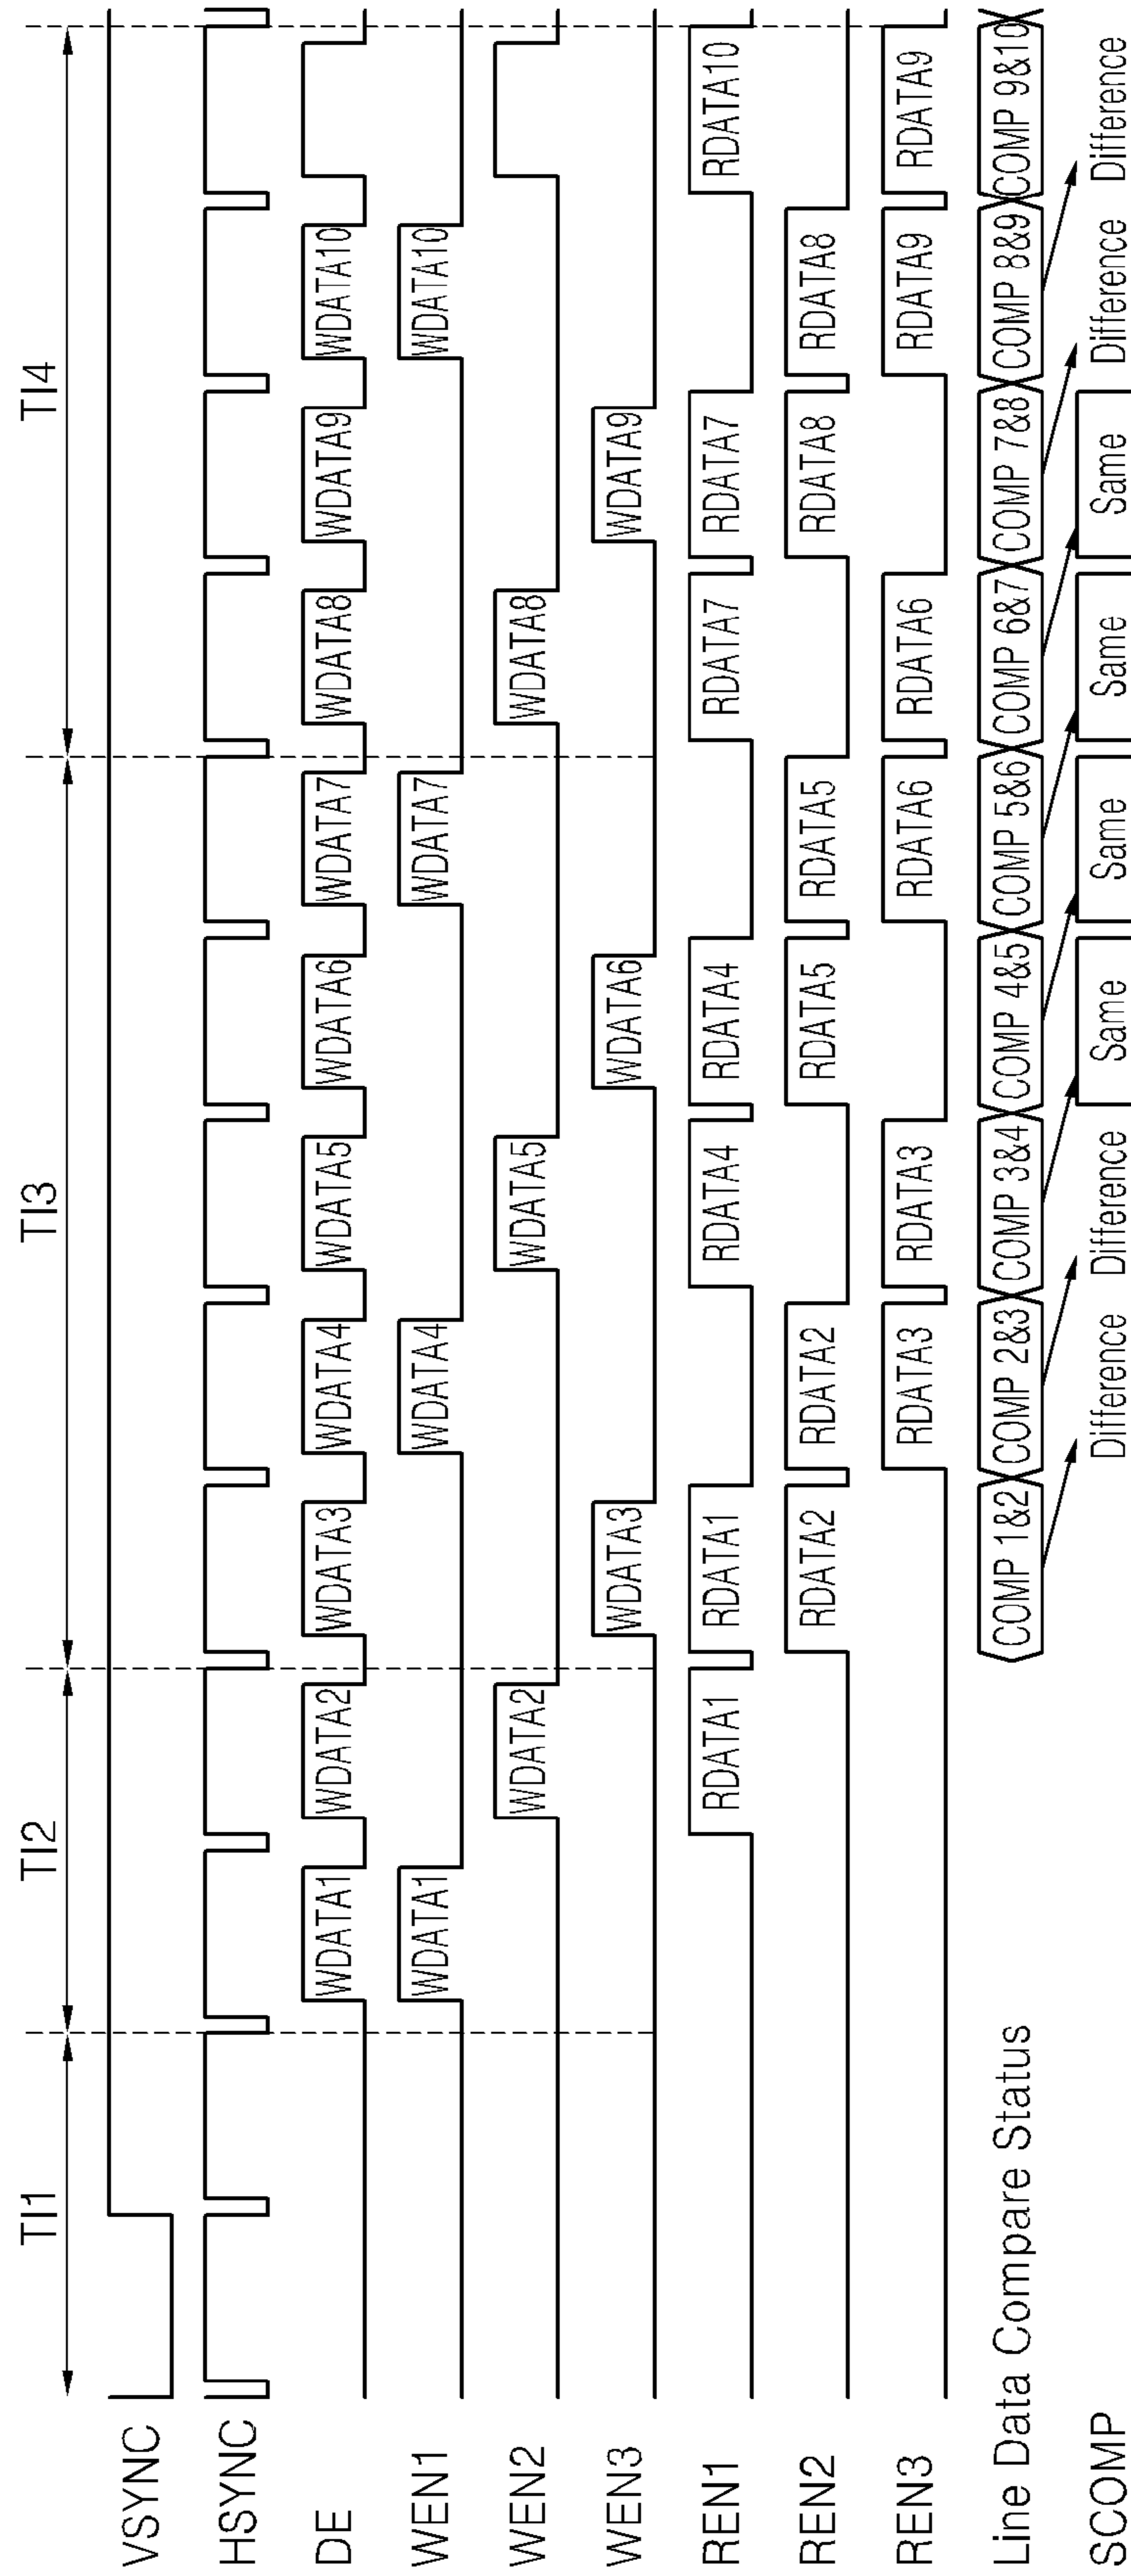 TI1 TI2 TI3 TI4
VSYNC
HSYNC
DE WDATA1 WDATA2 WDATA3 WDATA4 WDATA5 WDATA6 WDATA7 WDATA8 WDATA9 WDATA10
WEN1 WDATA1 WDATA4 WDATA7 WDATA10
WEN2 WDATA2 WDATA5 WDATA8
WEN3 WDATA3 WDATA6 WDATA9
REN1 RDATA1 RDATA1 RDATA4 RDATA4 RDATA7 RDATA7 RDATA10
REN2 RDATA2 RDATA2 RDATA5 RDATA5 RDATA8 RDATA8
REN3 RDATA3 RDATA3 RDATA6 RDATA6 RDATA9 RDATA9
Line Data Compare Status COMP 1&2 COMP 2&3 COMP 3&4 COMP 4&5 COMP 5&6 COMP 6&7 COMP 7&8 COMP 8&9 COMP 9&10
SCOMP Difference Difference Same Same Same Same Difference Difference